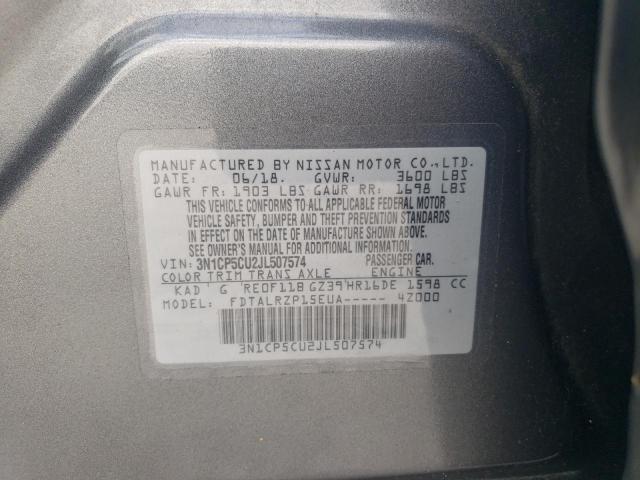 MANUFACTURED BY NISSAN MOTOR CO.,LTD.
DATE: 06/18. GVWR: 3600 LBS
GAWR FR: 1903 LBS GAWR RR: 1698 LBS
THIS VEHICLE CONFORMS TO ALL APPLICABLE FEDERAL MOTOR
VEHICLE SAFETY, BUMPER AND THEFT PREVENTION STANDARDS
IN EFFECT ON THE DATE OF MANUFACTURE SHOWN ABOVE.
SEE OWNER'S MANUAL FOR ADDITIONAL INFORMATION.
VIN: 3N1CP5CU2JL507574 PASSENGER CAR.
COLOR TRIM TRANS AXLE ENGINE
KAD G RE0F11B GZ39 HR16DE 1598 CC
MODEL: FDTALRZP15EUA----- 4Z000
3N1CP5CU2JL507574